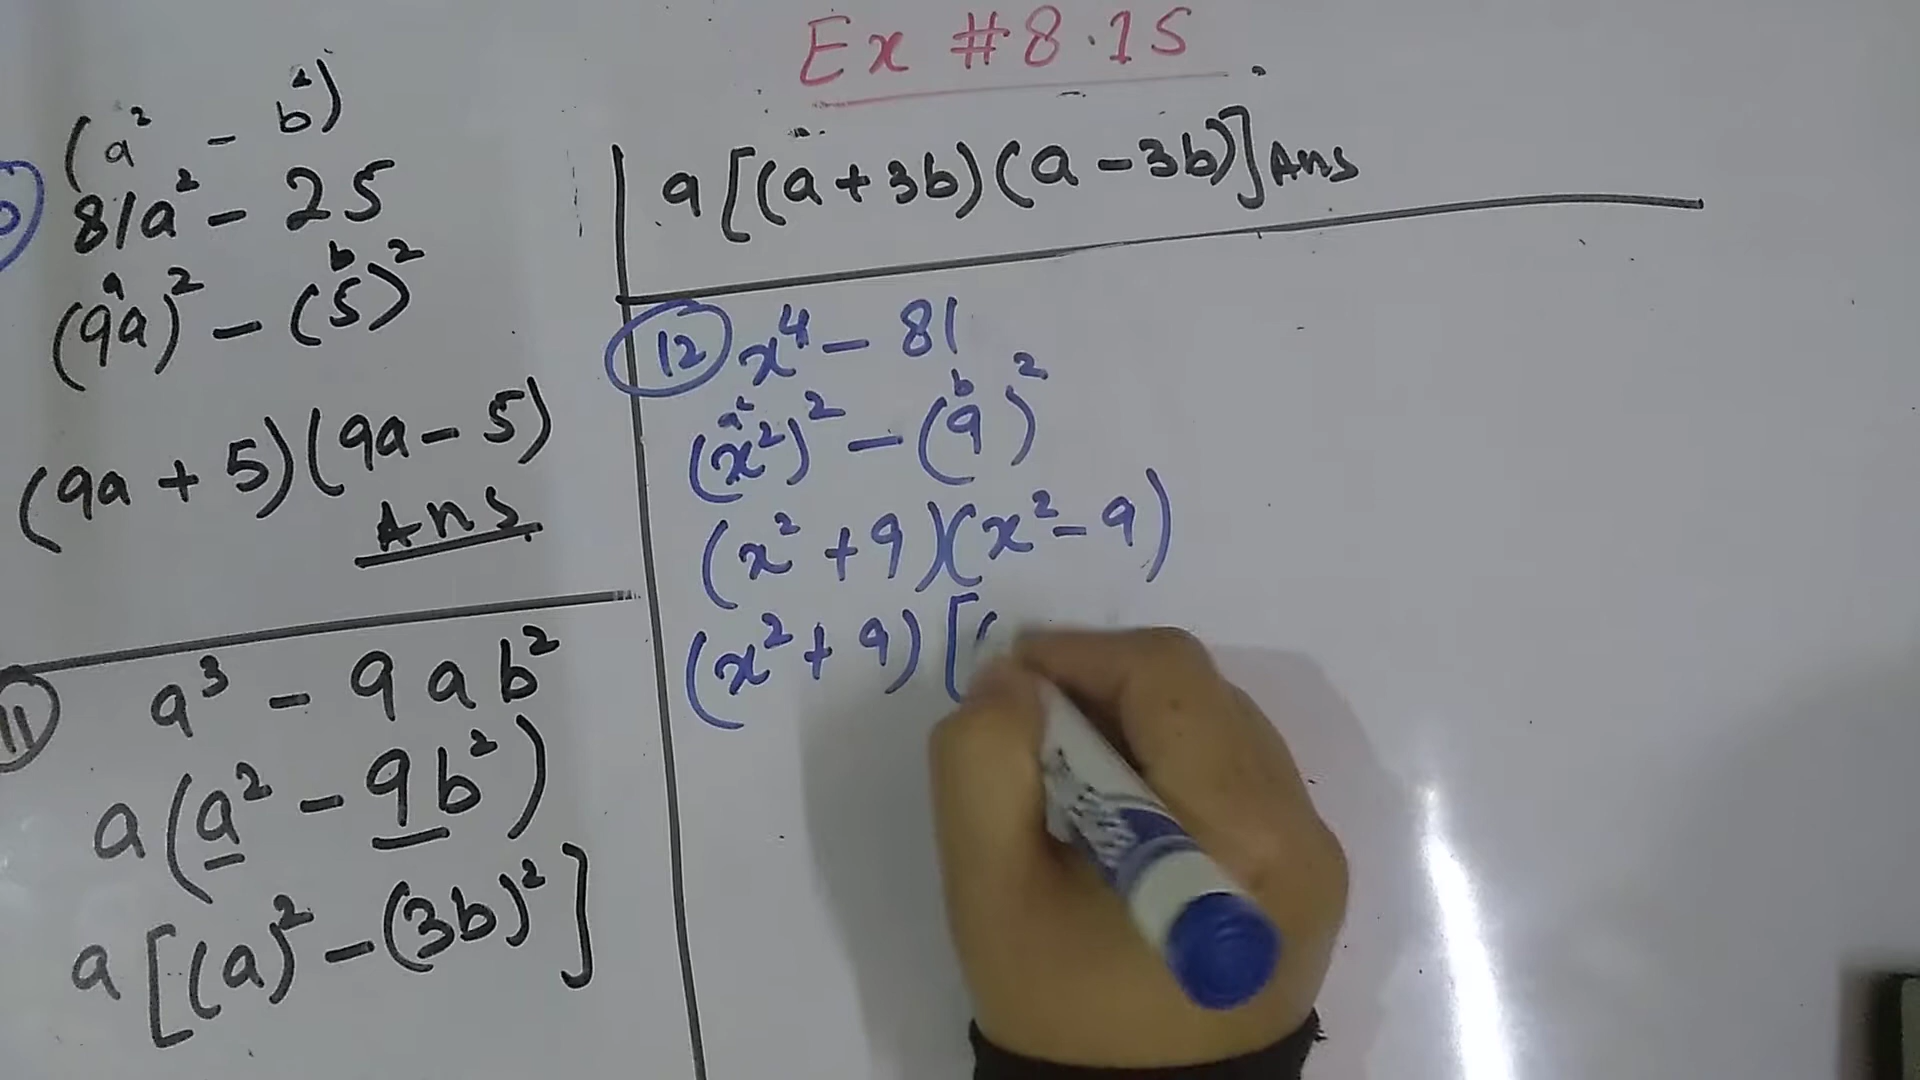 Ex #8.15
(a² - b²)
81a² - 25
a b
(9a)² - (5)²
(9a + 5)(9a - 5)
Ans
11
a³ - 9ab²
a(a² - 9b²)
a[(a)² - (3b)²]
a[(a + 3b)(a - 3b)] Ans
12 x⁴ - 81
b
(x²)² - (9)²
(x² + 9)(x² - 9)
(x² + 9)[(